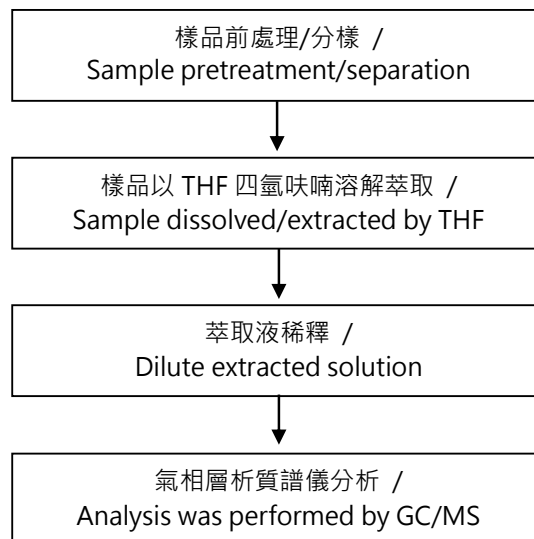 樣品前處理/分樣 /
Sample pretreatment/separation
樣品以 THF 四氫呋喃溶解萃取 /
Sample dissolved/extracted by THF
萃取液稀釋 /
Dilute extracted solution
氣相層析質譜儀分析 /
Analysis was performed by GC/MS